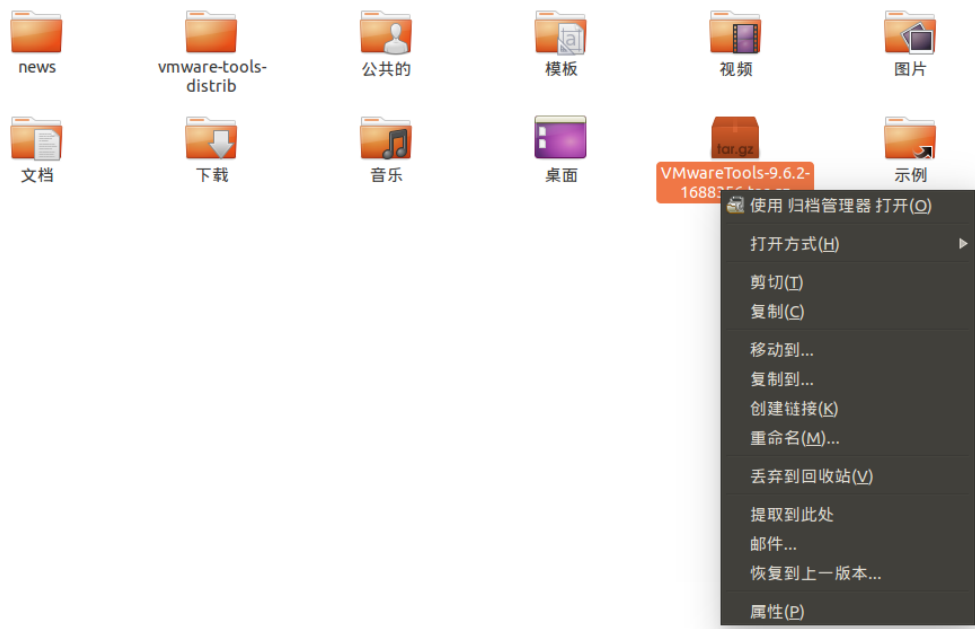 news
vmware-tools-
distrib
公共的
模板
视频
图片
文档
下载
音乐
桌面
tar.gz
VMwareTools-9.6.2-
示例
使用 归档管理器 打开(O)
打开方式(H)
剪切(T)
复制(C)
移动到...
复制到...
创建链接(K)
重命名(M)...
丢弃到回收站(V)
提取到此处
邮件...
恢复到上一版本...
属性(P)